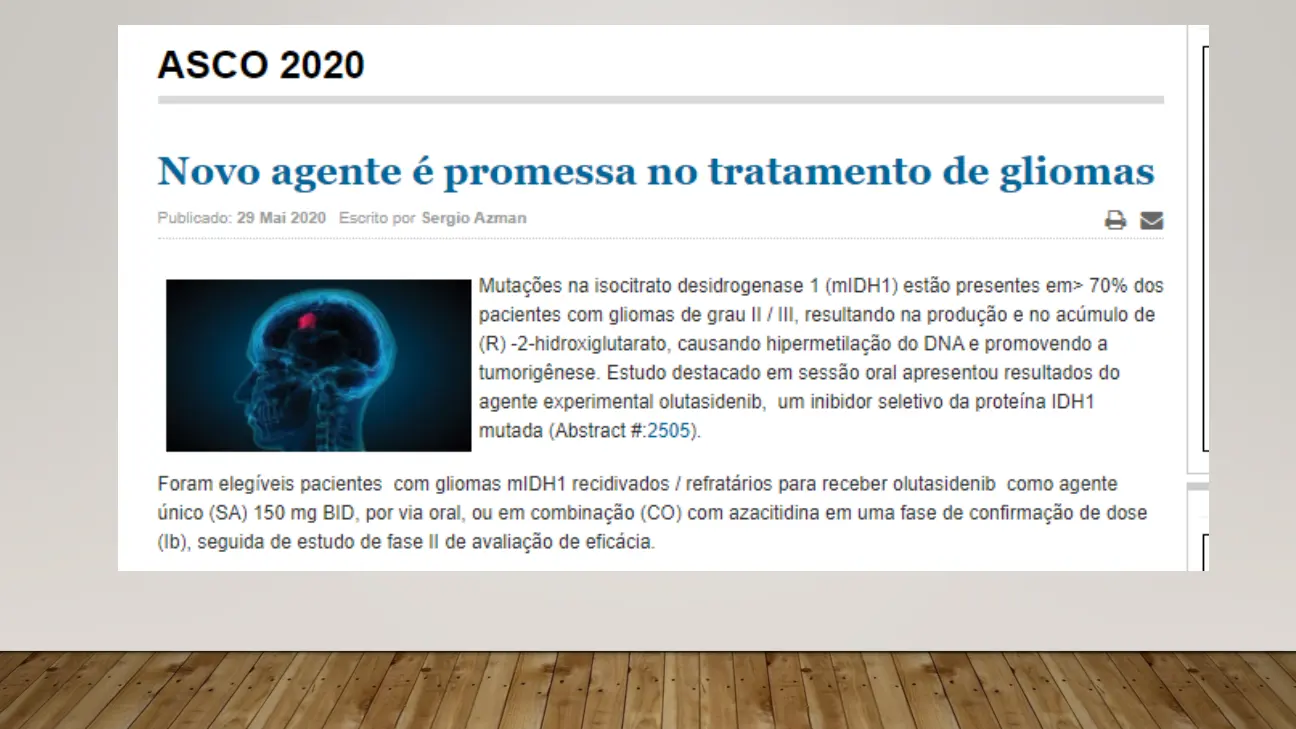 ASCO 2020
Novo agente é promessa no tratamento de gliomas
Publicado: 29 Mai 2020 Escrito por Sergio Azman
Mutações na isocitrato desidrogenase 1 (mIDH1) estão presentes em> 70% dos
pacientes com gliomas de grau II / III, resultando na produção e no acúmulo de
(R) -2-hidroxiglutarato, causando hipermetilação do DNA e promovendo a
tumorigênese. Estudo destacado em sessão oral apresentou resultados do
agente experimental olutasidenib, um inibidor seletivo da proteína IDH1
mutada (Abstract #:2505).
Foram elegíveis pacientes com gliomas mIDH1 recidivados / refratários para receber olutasidenib como agente
único (SA) 150 mg BID, por via oral, ou em combinação (CO) com azacitidina em uma fase de confirmação de dose
(Ib), seguida de estudo de fase II de avaliação de eficácia.